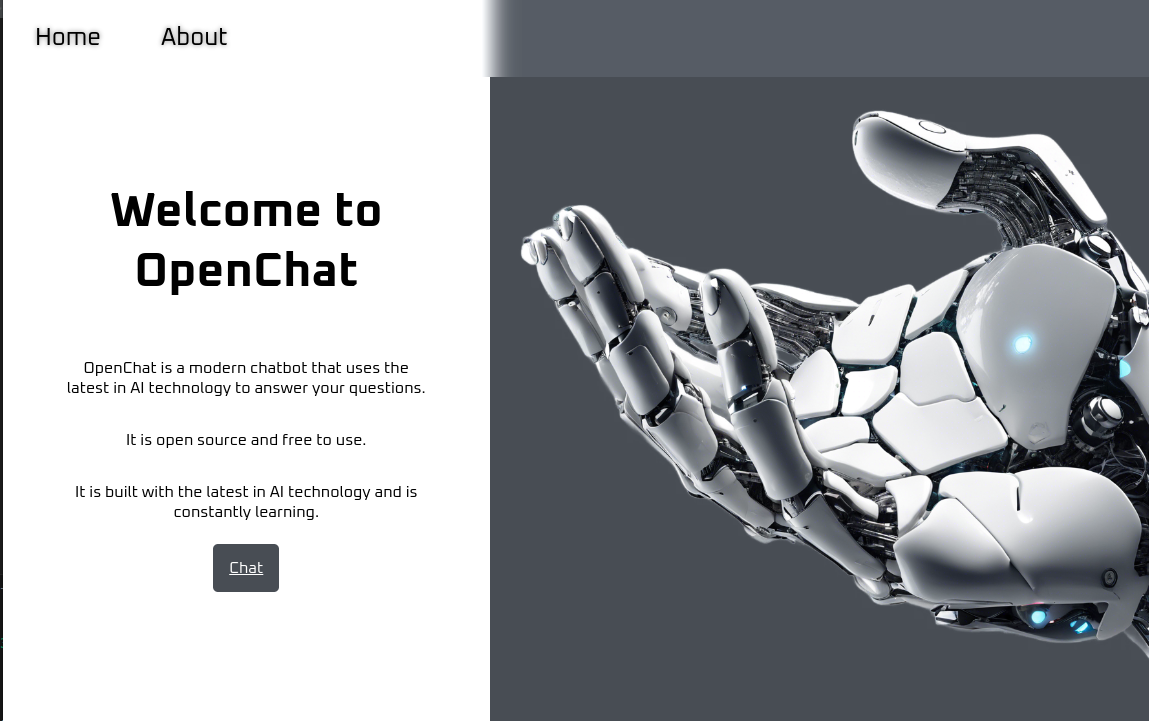 Home About
Welcome to
OpenChat
OpenChat is a modern chatbot that uses the
latest in AI technology to answer your questions.
It is open source and free to use.
It is built with the latest in AI technology and is
constantly learning.
Chat